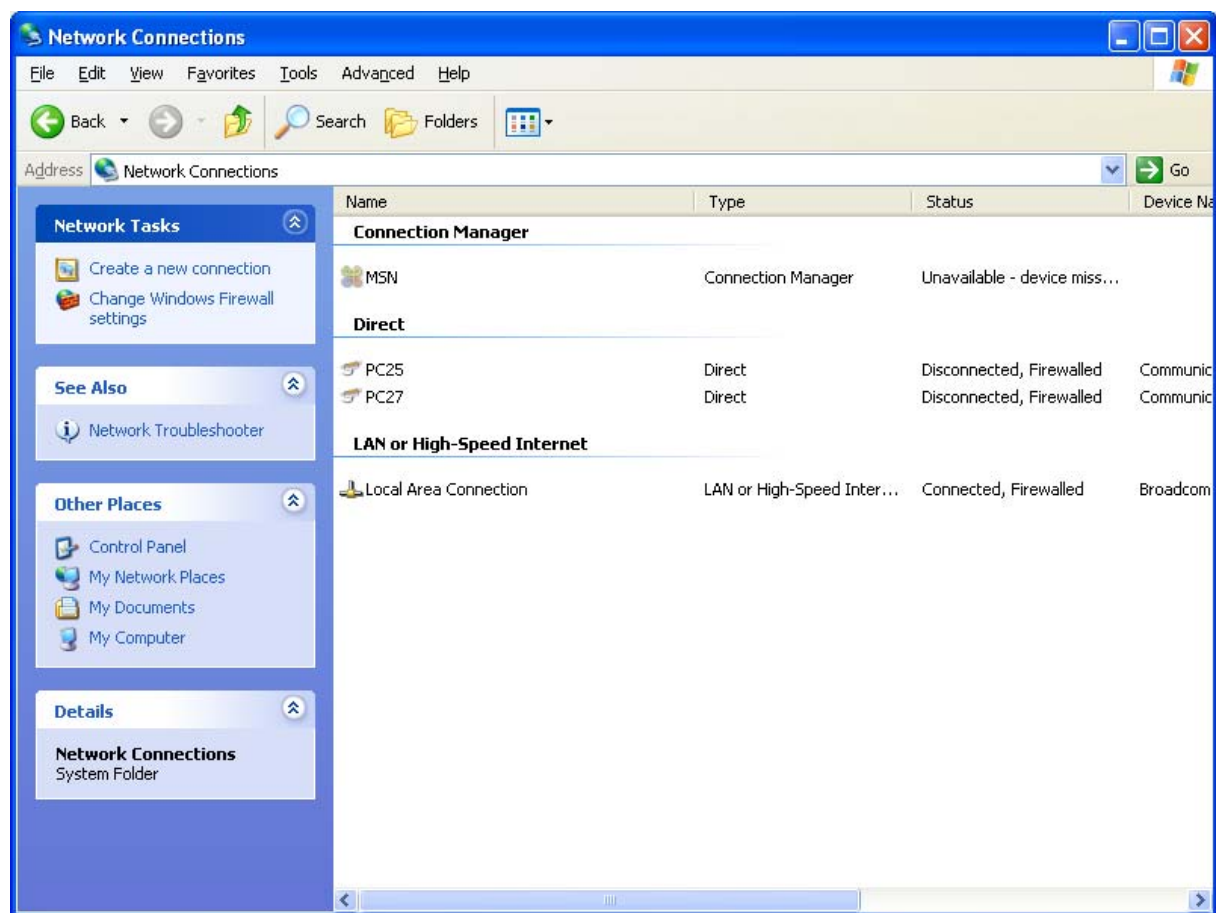 Network Connections
File Edit View Favorites Tools Advanced Help
Back Search Folders
Address Network Connections Go
Network Tasks
Create a new connection
Change Windows Firewall
settings
See Also
Network Troubleshooter
Other Places
Control Panel
My Network Places
My Documents
My Computer
Details
Network Connections
System Folder
Name Type Status Device Na
Connection Manager
MSN Connection Manager Unavailable - device miss...
Direct
PC25 Direct Disconnected, Firewalled Communic
PC27 Direct Disconnected, Firewalled Communic
LAN or High-Speed Internet
Local Area Connection LAN or High-Speed Inter... Connected, Firewalled Broadcom